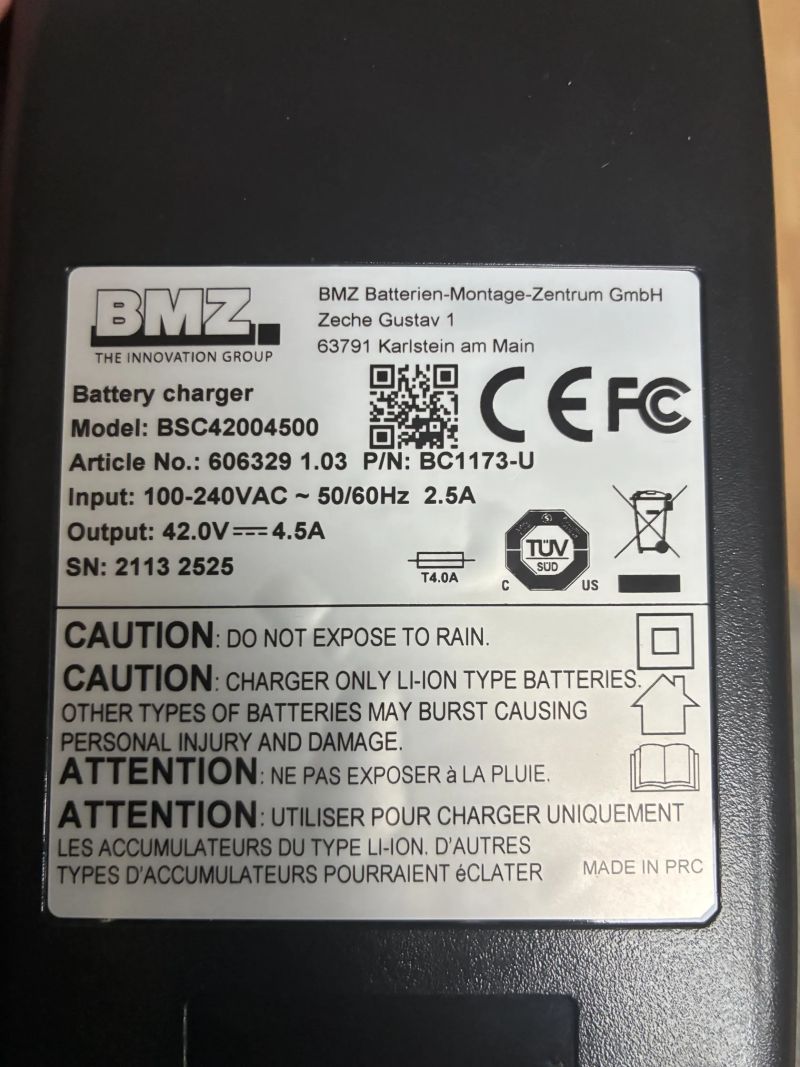 BMZ.
THE INNOVATION GROUP
BMZ Batterien-Montage-Zentrum GmbH
Zeche Gustav 1
63791 Karlstein am Main
Battery charger
Model: BSC42004500
Article No.: 606329 1.03 P/N: BC1173-U
Input: 100-240VAC ~ 50/60Hz 2.5A
Output: 42.0V⎓4.5A
SN: 2113 2525
CE FC
T4.0A
TÜV
SÜD
C US
CAUTION: DO NOT EXPOSE TO RAIN.
CAUTION: CHARGER ONLY LI-ION TYPE BATTERIES.
OTHER TYPES OF BATTERIES MAY BURST CAUSING
PERSONAL INJURY AND DAMAGE.
ATTENTION: NE PAS EXPOSER à LA PLUIE.
ATTENTION: UTILISER POUR CHARGER UNIQUEMENT
LES ACCUMULATEURS DU TYPE LI-ION. D'AUTRES
TYPES D'ACCUMULATEURS POURRAIENT éCLATER
MADE IN PRC